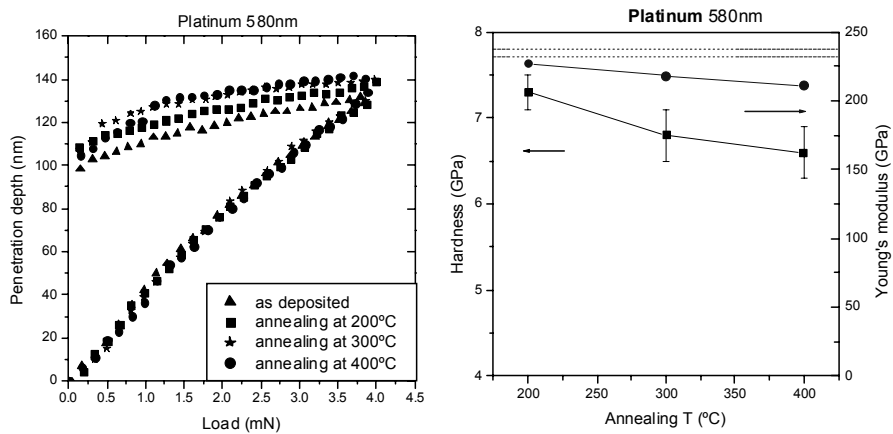 Platinum 580nm
160
140
120
100
80
60
40
20
0
Penetration depth (nm)
0.0 0.5 1.0 1.5 2.0 2.5 3.0 3.5 4.0 4.5
Load (mN)
as deposited
annealing at 200ºC
annealing at 300ºC
annealing at 400ºC
Platinum 580nm
8
7
6
5
4
Hardness (GPa)
250
200
150
100
50
0
Young's modulus (GPa)
200 250 300 350 400
Annealing T (ºC)